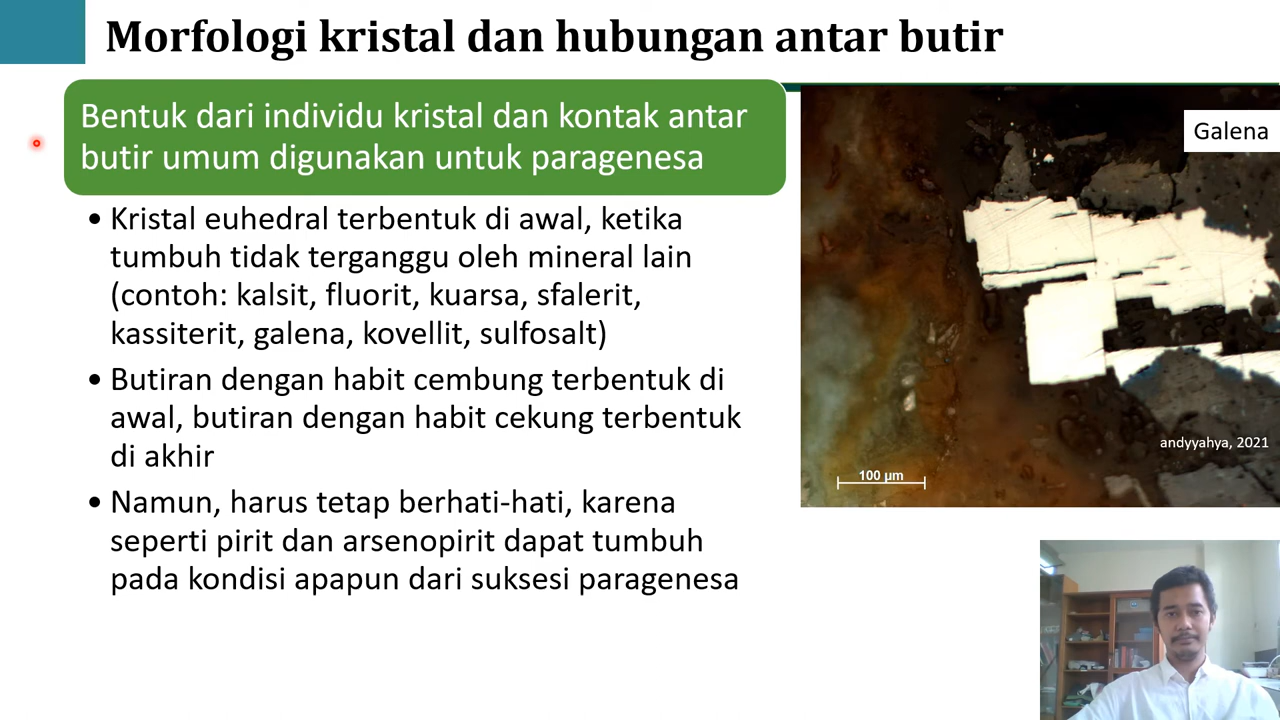 Morfologi kristal dan hubungan antar butir
Bentuk dari individu kristal dan kontak antar
butir umum digunakan untuk paragenesa
• Kristal euhedral terbentuk di awal, ketika
tumbuh tidak terganggu oleh mineral lain
(contoh: kalsit, fluorit, kuarsa, sfalerit,
kassiterit, galena, kovellit, sulfosalt)
• Butiran dengan habit cembung terbentuk di
awal, butiran dengan habit cekung terbentuk
di akhir
• Namun, harus tetap berhati-hati, karena
seperti pirit dan arsenopirit dapat tumbuh
pada kondisi apapun dari suksesi paragenesa
Galena
andyyahya, 2021
100 µm